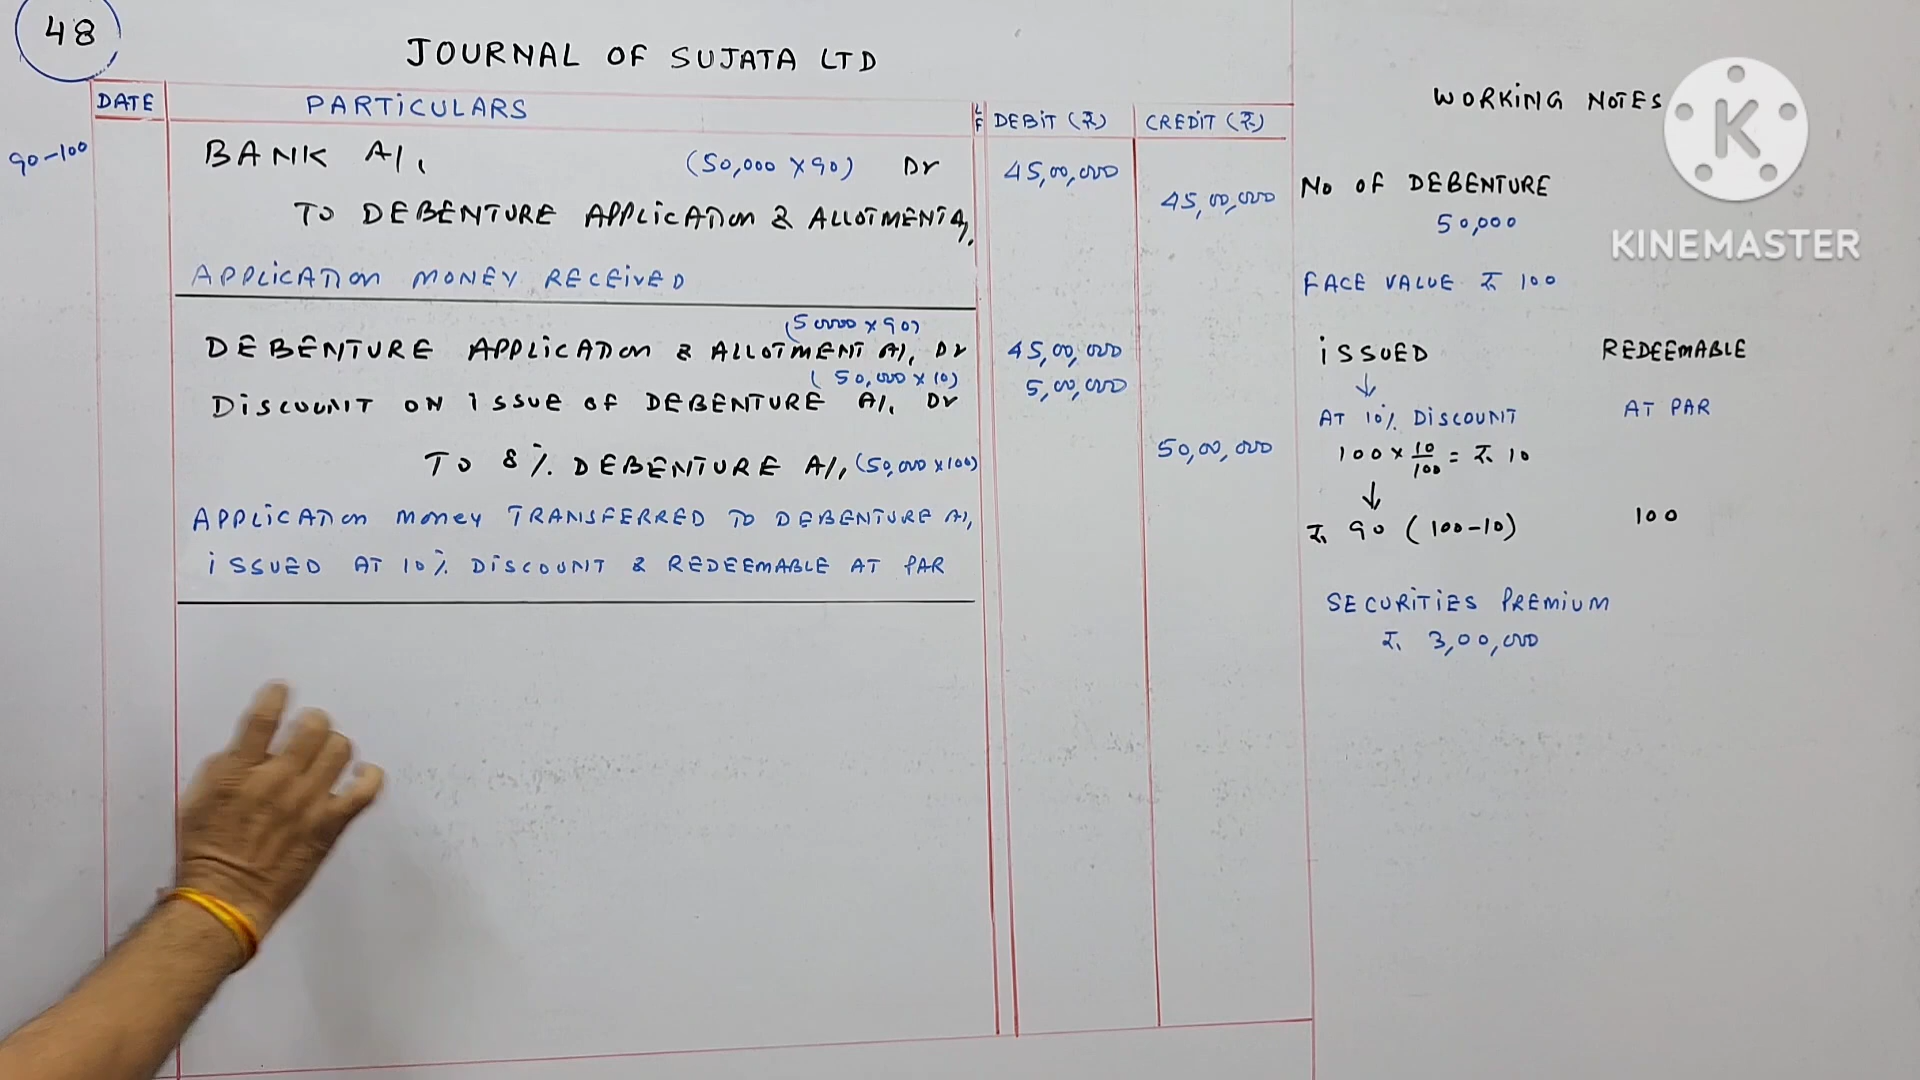 48
JOURNAL OF SUJATA LTD
DATE PARTICULARS LF DEBIT (₹) CREDIT (₹)
90-100
BANK A/c (50,000 × 90) Dr 45,00,000
TO DEBENTURE APPLICATION & ALLOTMENT A/c 45,00,000
APPLICATION MONEY RECEIVED
(50000 × 90)
DEBENTURE APPLICATION & ALLOTMENT A/c Dr 45,00,000
(50,000 × 10)
DISCOUNT ON ISSUE OF DEBENTURE A/c Dr 5,00,000
TO 8% DEBENTURE A/c (50,000 × 100) 50,00,000
APPLICATION MONEY TRANSFERRED TO DEBENTURE A/c
ISSUED AT 10% DISCOUNT & REDEEMABLE AT PAR
WORKING NOTES
NO OF DEBENTURE
50,000
FACE VALUE ₹ 100
ISSUED REDEEMABLE
↓
AT 10% DISCOUNT AT PAR
100 × 10/100 = ₹ 10
↓
₹ 90 (100-10) 100
SECURITIES PREMIUM
₹ 3,00,000
K
KINEMASTER